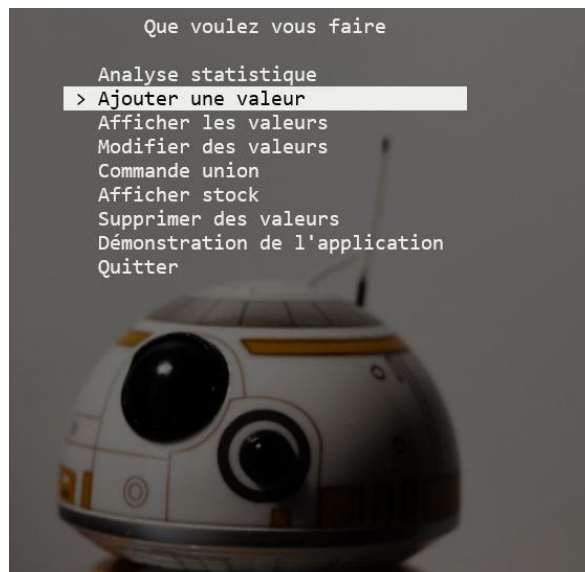 Que voulez vous faire
Analyse statistique
> Ajouter une valeur
Afficher les valeurs
Modifier des valeurs
Commande union
Afficher stock
Supprimer des valeurs
Démonstration de l'application
Quitter